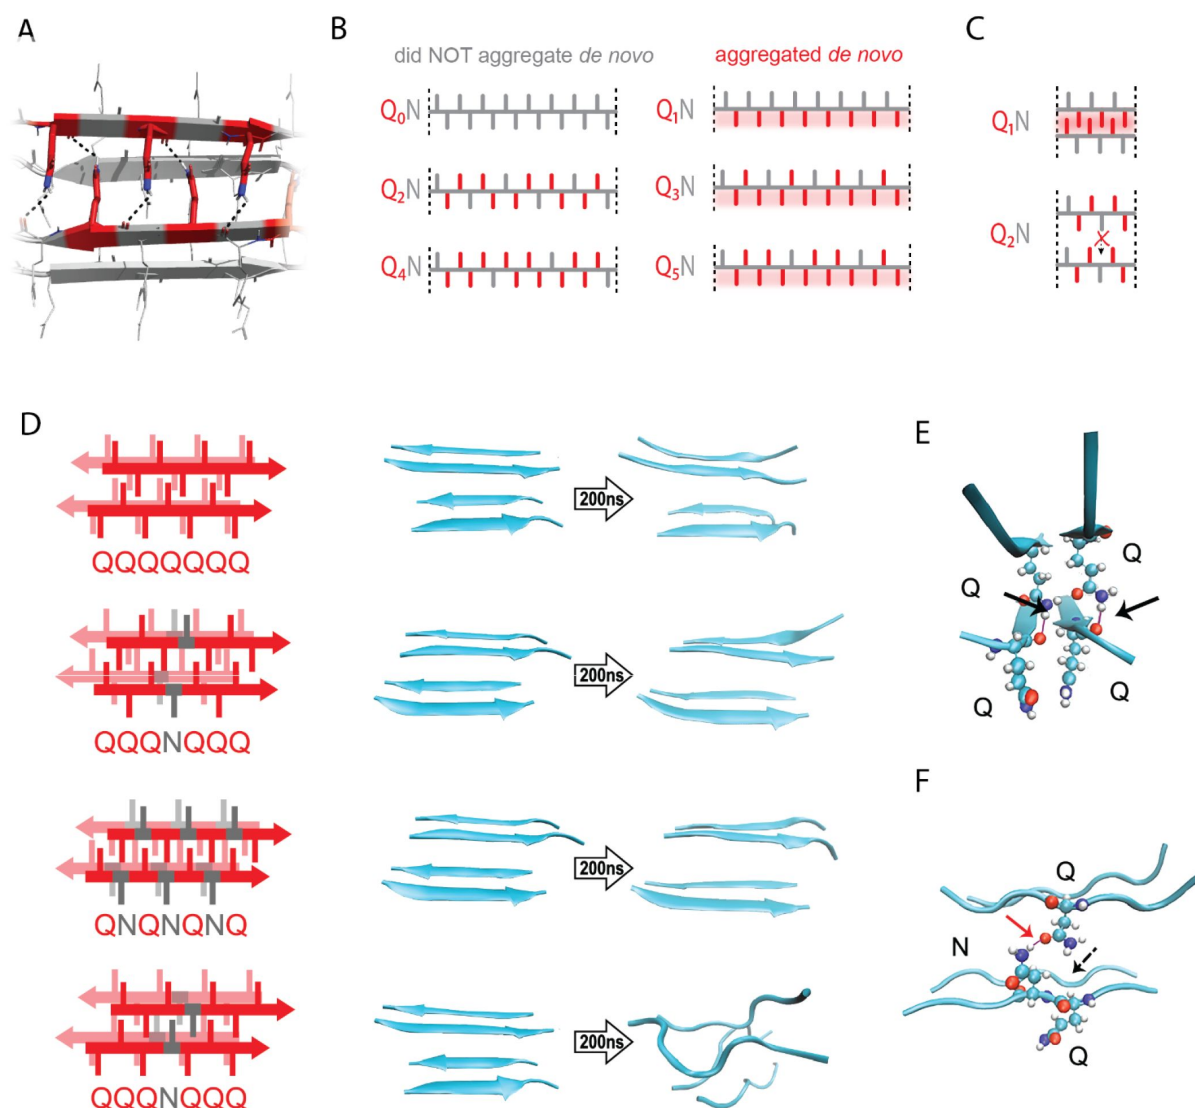 A
B
C
did NOT aggregate de novo
aggregated de novo
Q₀N
Q₁N
Q₂N
Q₃N
Q₄N
Q₅N
Q₁N
Q₂N
D
200ns
QQQQQQQ
200ns
QQQNQQQ
200ns
QNQNQNQ
200ns
QQQNQQQ
E
Q
Q
Q
Q
F
Q
N
Q